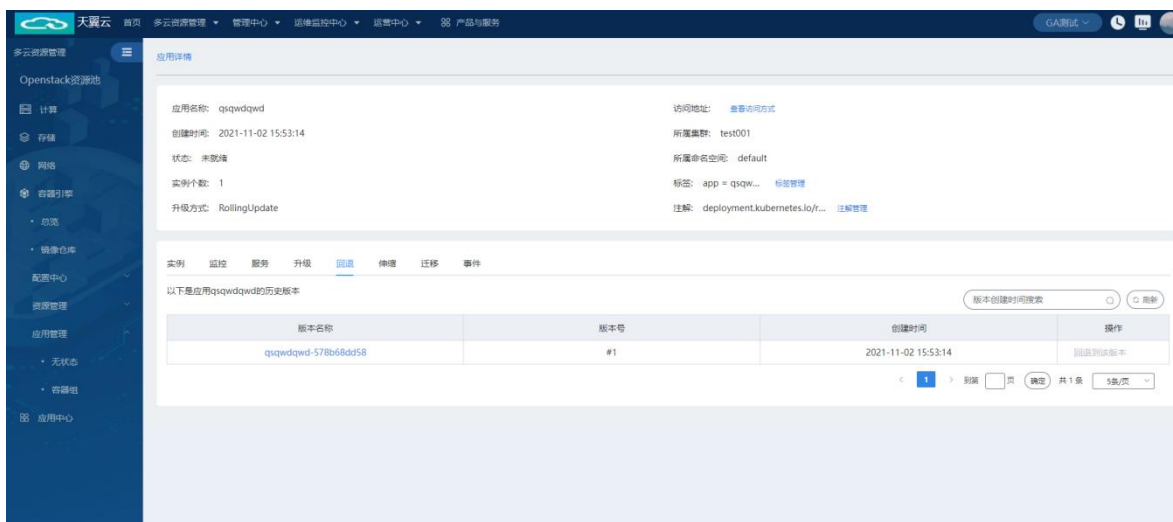 天翼云 首页 多云资源管理 管理中心 运维监控中心 运营中心 产品与服务 GA测试
多云资源管理
应用详情
Openstack资源池
计算
存储
网络
容器引擎
总览
镜像仓库
配置中心
资源管理
应用管理
无状态
容器组
应用中心
应用名称: qsqwdqwd
访问地址: 查看访问方式
创建时间: 2021-11-02 15:53:14
所属集群: test001
状态: 未就绪
所属命名空间: default
实例个数: 1
标签: app = qsqw... 标签管理
升级方式: RollingUpdate
注解: deployment.kubernetes.io/r... 注解管理
实例 监控 服务 升级 回退 伸缩 迁移 事件
以下是应用qsqwdqwd的历史版本
版本创建时间搜索 刷新
版本名称 版本号 创建时间 操作
qsqwdqwd-578b68dd58 #1 2021-11-02 15:53:14 回退到该版本
< 1 > 到第 页 确定 共 1 条 5条/页